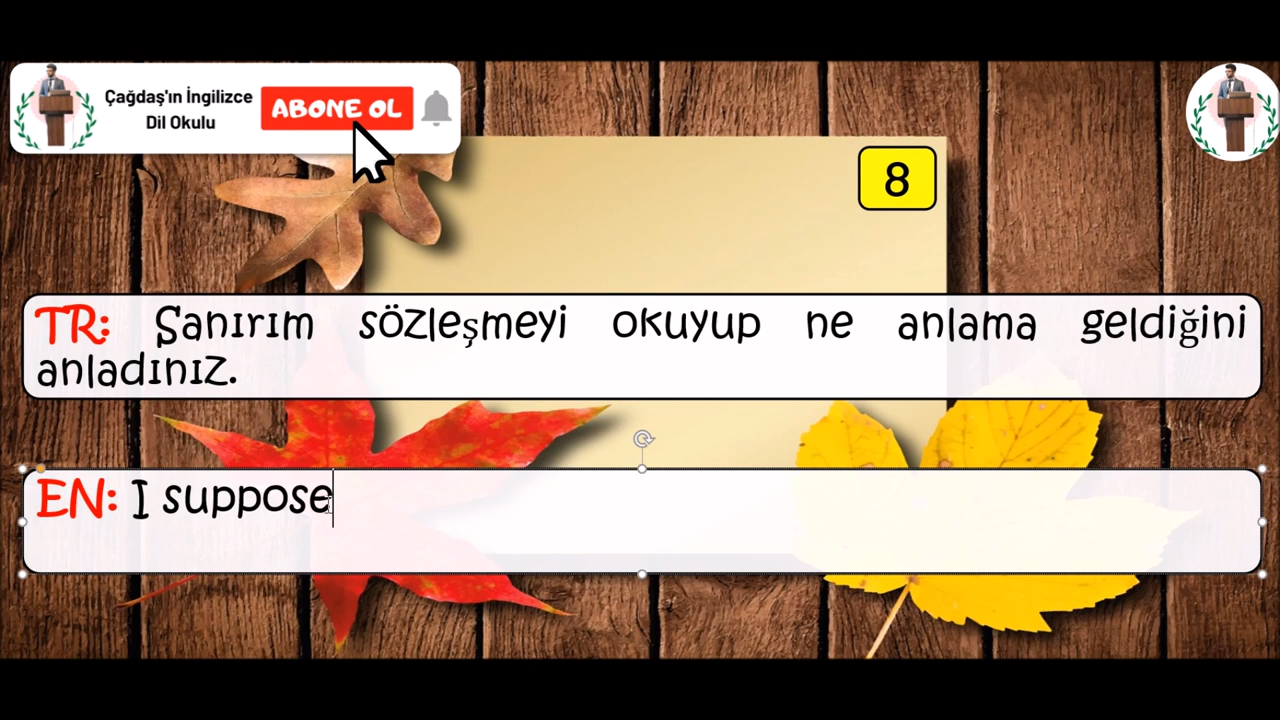 Çağdaş'ın İngilizce
Dil Okulu
ABONE OL
8
TR: Sanırım sözleşmeyi okuyup ne anlama geldiğini
anladınız.
EN: I suppose